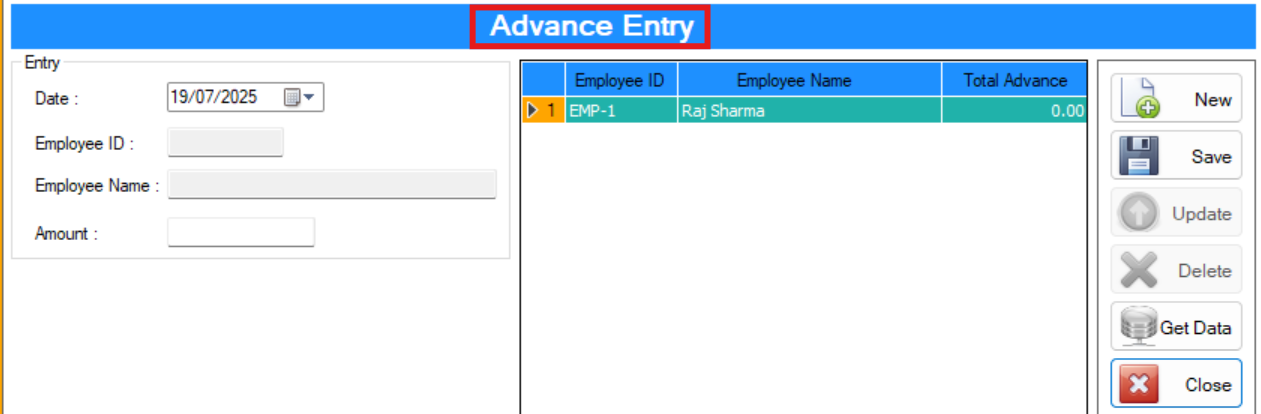 Advance Entry
Entry
Date : 19/07/2025
Employee ID :
Employee Name :
Amount :
Employee ID Employee Name Total Advance
1 EMP-1 Raj Sharma 0.00
New
Save
Update
Delete
Get Data
Close